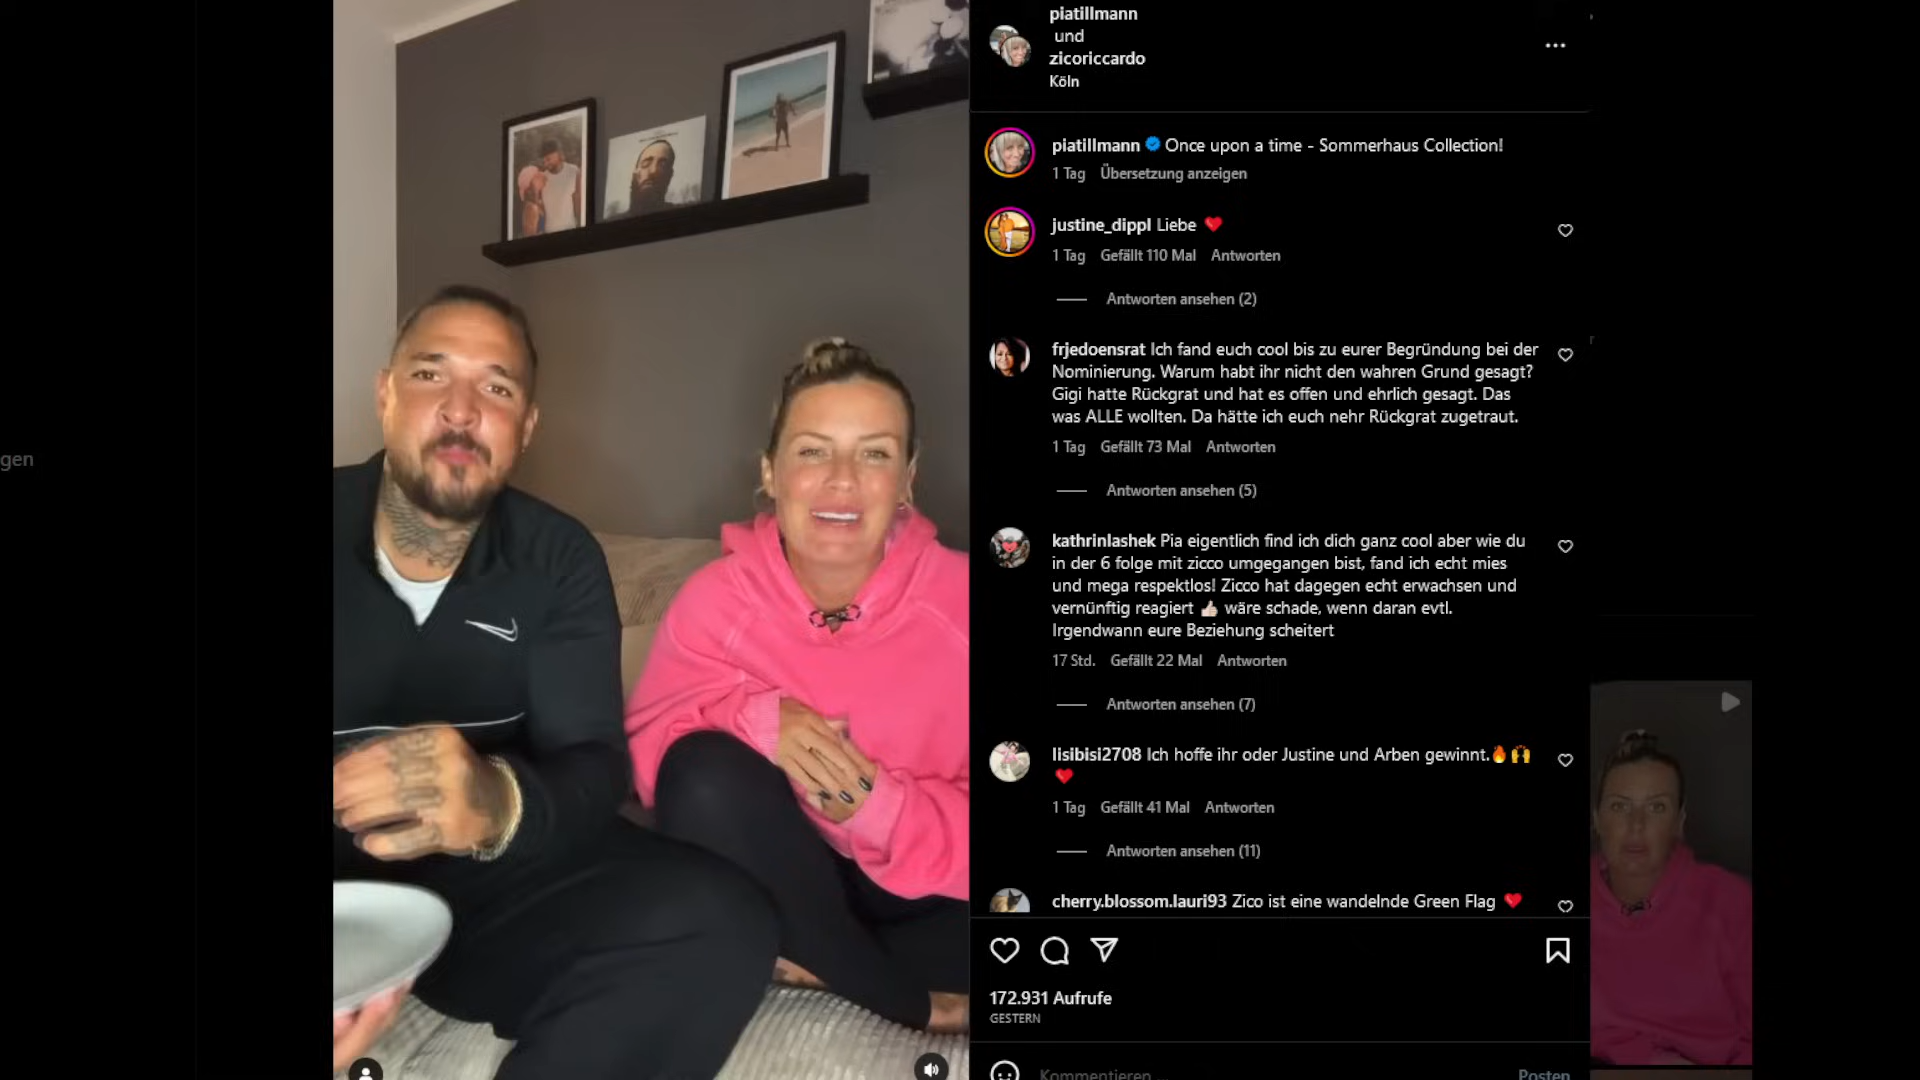 piatillmann
und
zicoriccardo
Köln
piatillmann Once upon a time - Sommerhaus Collection!
1 Tag Übersetzung anzeigen
justine_dippl Liebe ❤️
1 Tag Gefällt 110 Mal Antworten
Antworten ansehen (2)
frjedoensrat Ich fand euch cool bis zu eurer Begründung bei der
Nominierung. Warum habt ihr nicht den wahren Grund gesagt?
Gigi hatte Rückgrat und hat es offen und ehrlich gesagt. Das
was ALLE wollten. Da hätte ich euch nehr Rückgrat zugetraut.
1 Tag Gefällt 73 Mal Antworten
Antworten ansehen (5)
gen
kathrinlashek Pia eigentlich find ich dich ganz cool aber wie du
in der 6 folge mit zicco umgegangen bist, fand ich echt mies
und mega respektlos! Zicco hat dagegen echt erwachsen und
vernünftig reagiert 👍🏻 wäre schade, wenn daran evtl.
Irgendwann eure Beziehung scheitert
17 Std. Gefällt 22 Mal Antworten
Antworten ansehen (7)
lisibisi2708 Ich hoffe ihr oder Justine und Arben gewinnt.🔥🙌
❤️
1 Tag Gefällt 41 Mal Antworten
Antworten ansehen (11)
cherry.blossom.lauri93 Zico ist eine wandelnde Green Flag ❤️
172.931 Aufrufe
GESTERN
Kommentieren ...
Posten